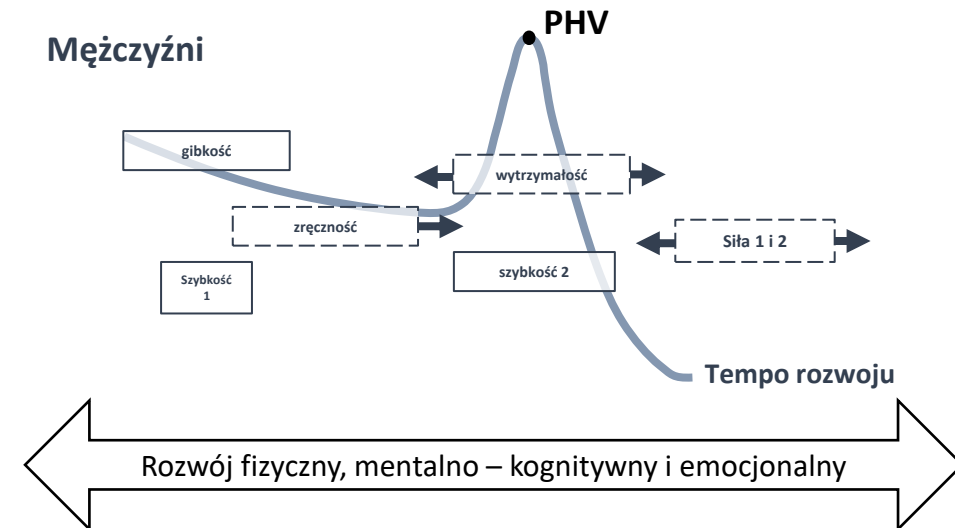 PHV
Mężczyźni
gibkość
wytrzymałość
zręczność
Siła 1 i 2
Szybkość
1
szybkość 2
Tempo rozwoju
Rozwój fizyczny, mentalno – kognitywny i emocjonalny